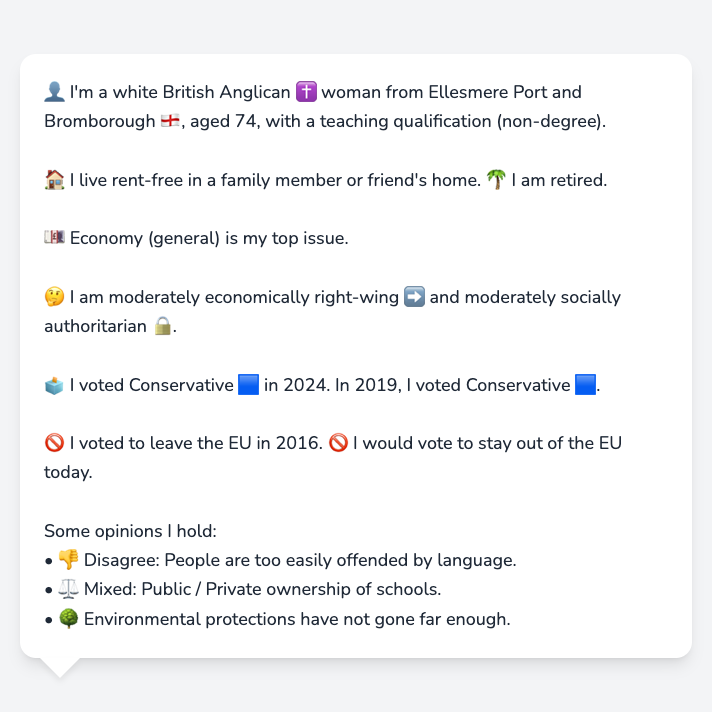 👤 I'm a white British Anglican ✝️ woman from Ellesmere Port and
Bromborough 🏴󠁧󠁢󠁥󠁮󠁧󠁿, aged 74, with a teaching qualification (non-degree).
🏠 I live rent-free in a family member or friend's home. 🌴 I am retired.
💷 Economy (general) is my top issue.
🤔 I am moderately economically right-wing ➡️ and moderately socially
authoritarian 🔒.
🗳️ I voted Conservative 🟦 in 2024. In 2019, I voted Conservative 🟦.
🚫 I voted to leave the EU in 2016. 🚫 I would vote to stay out of the EU
today.
Some opinions I hold:
• 👎 Disagree: People are too easily offended by language.
• ⚖️ Mixed: Public / Private ownership of schools.
• 🌳 Environmental protections have not gone far enough.